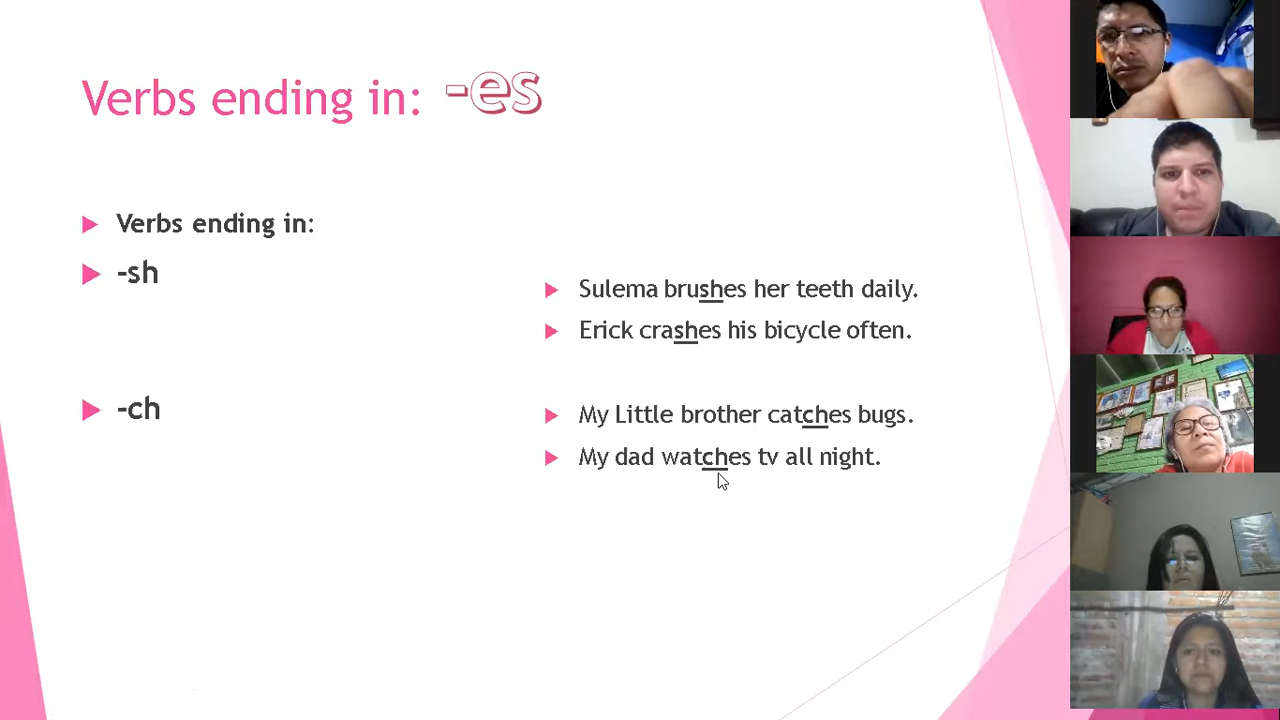 Verbs ending in: -es
Verbs ending in:
-sh
Sulema brushes her teeth daily.
Erick crashes his bicycle often.
-ch
My Little brother catches bugs.
My dad watches tv all night.